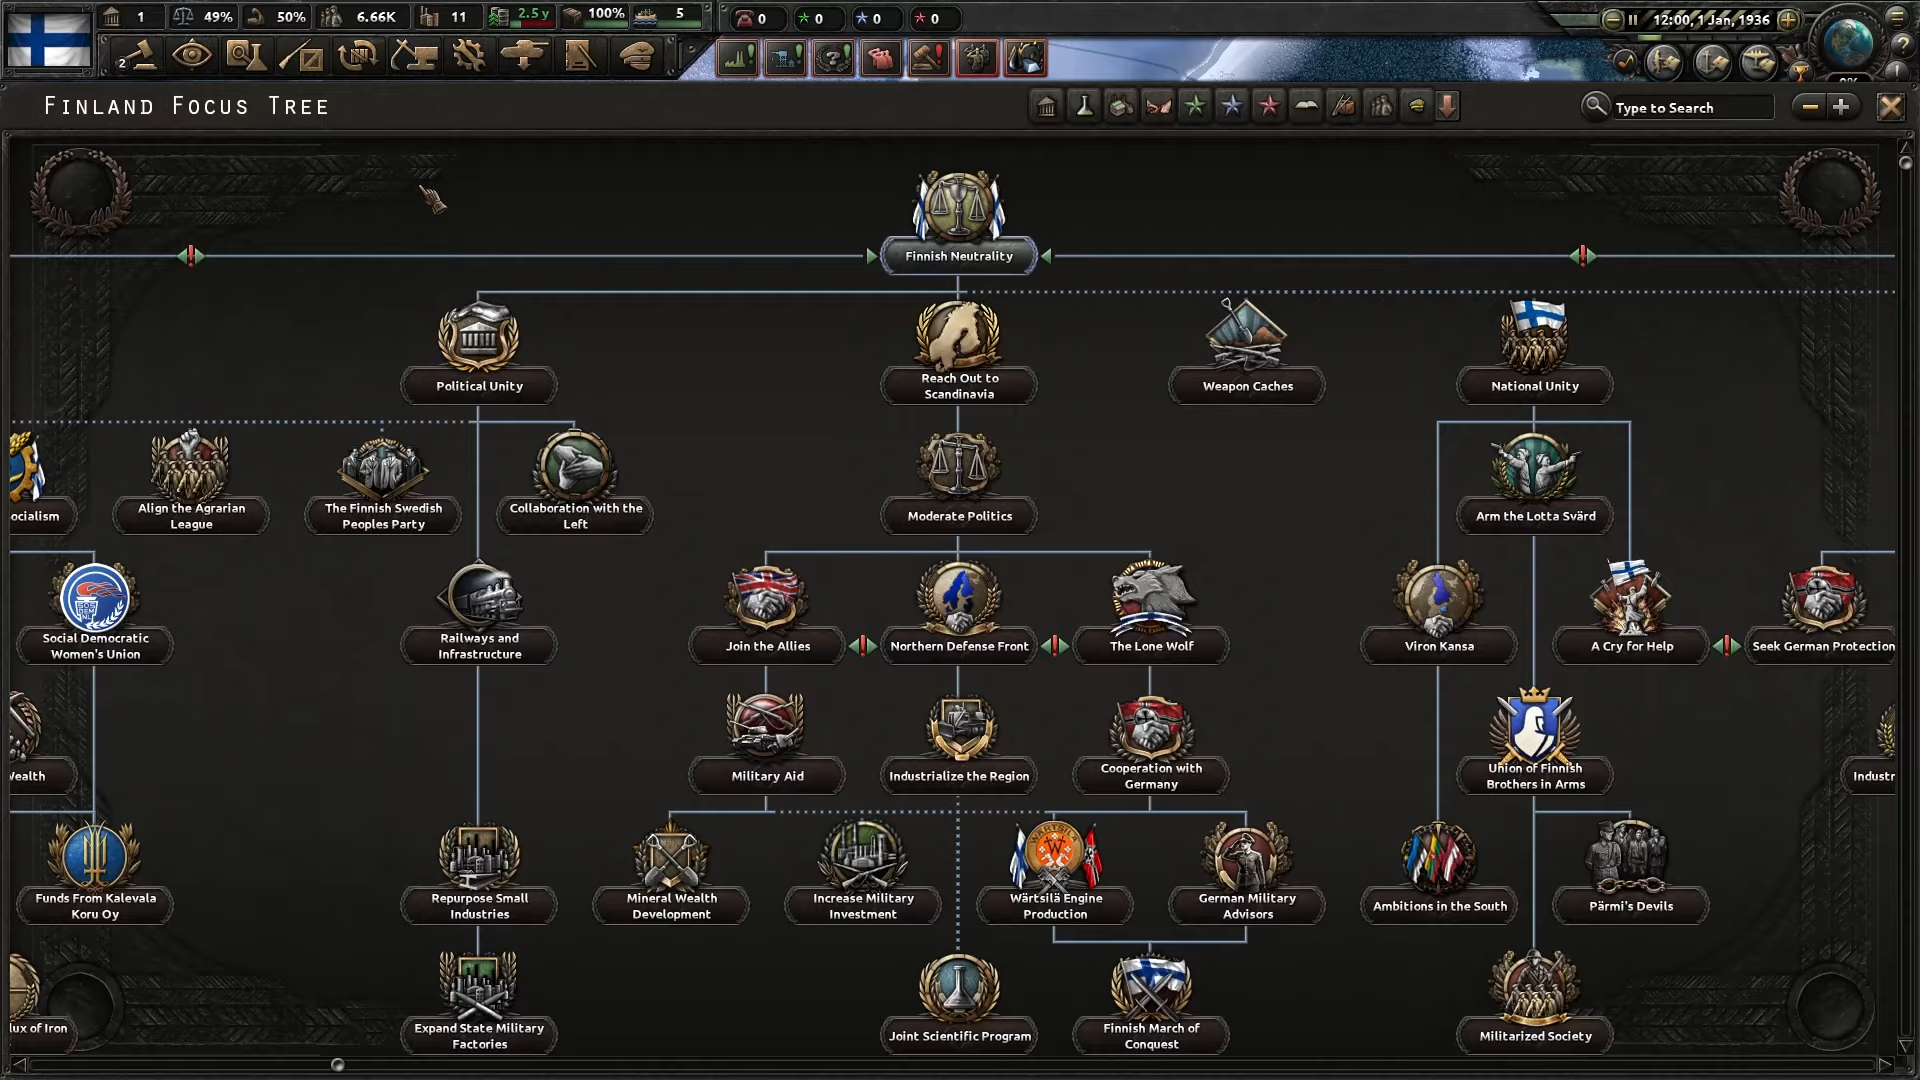 1
49%
50%
6.66K
11
2.5 y
100%
5
0
0
0
0
12:00, 1 Jan, 1936
2
0%
FINLAND FOCUS TREE
Type to Search
Finnish Neutrality
Political Unity
Reach Out to
Scandinavia
Weapon Caches
National Unity
ocialism
Align the Agrarian
League
The Finnish Swedish
Peoples Party
Collaboration with the
Left
Moderate Politics
Arm the Lotta Svärd
Social Democratic
Women's Union
Railways and
Infrastructure
Join the Allies
Northern Defense Front
The Lone Wolf
Viron Kansa
A Cry for Help
Seek German Protection
Wealth
Military Aid
Industrialize the Region
Cooperation with
Germany
Union of Finnish
Brothers in Arms
Industr
WÄRTSILÄ
W
Funds From Kalevala
Koru Oy
Repurpose Small
Industries
Mineral Wealth
Development
Increase Military
Investment
Wärtsilä Engine
Production
German Military
Advisors
Ambitions in the South
Pärmi's Devils
lux of Iron
Expand State Military
Factories
Joint Scientific Program
Finnish March of
Conquest
Militarized Society